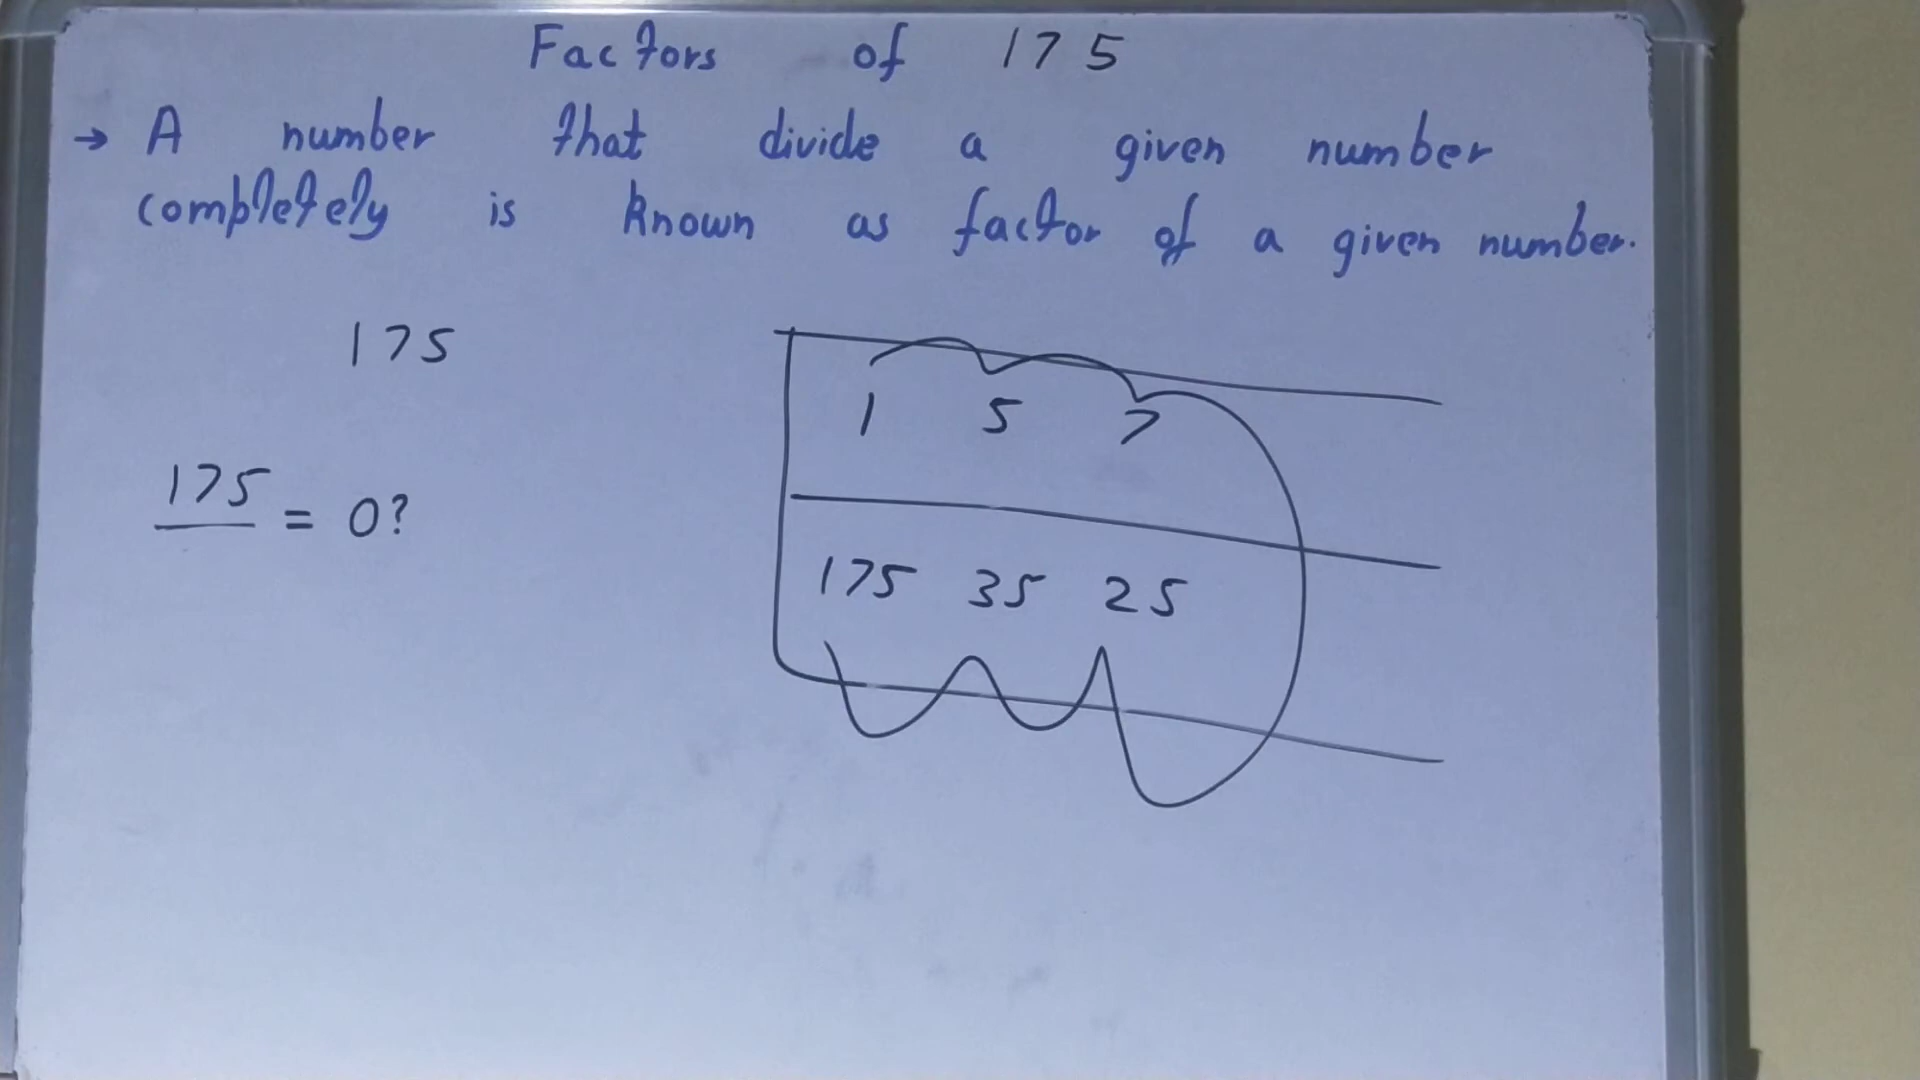 Factors of 175
→ A number that divide a given number
completely is known as factor of a given number.
175
175 = 0?
1 5 7
175 35 25